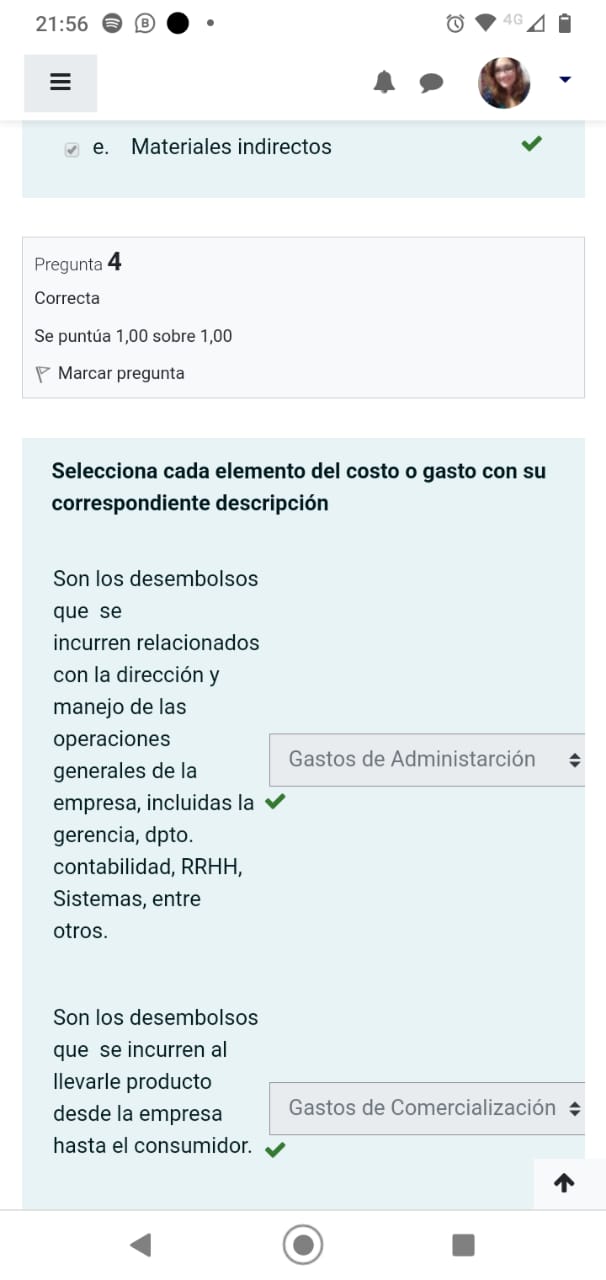 21:56
4G
e. Materiales indirectos
Pregunta 4
Correcta
Se puntúa 1,00 sobre 1,00
Marcar pregunta
Selecciona cada elemento del costo o gasto con su
correspondiente descripción
Son los desembolsos
que se
incurren relacionados
con la dirección y
manejo de las
operaciones
generales de la
empresa, incluidas la
gerencia, dpto.
contabilidad, RRHH,
Sistemas, entre
otros.
Gastos de Administarción
Son los desembolsos
que se incurren al
llevarle producto
desde la empresa
hasta el consumidor.
Gastos de Comercialización